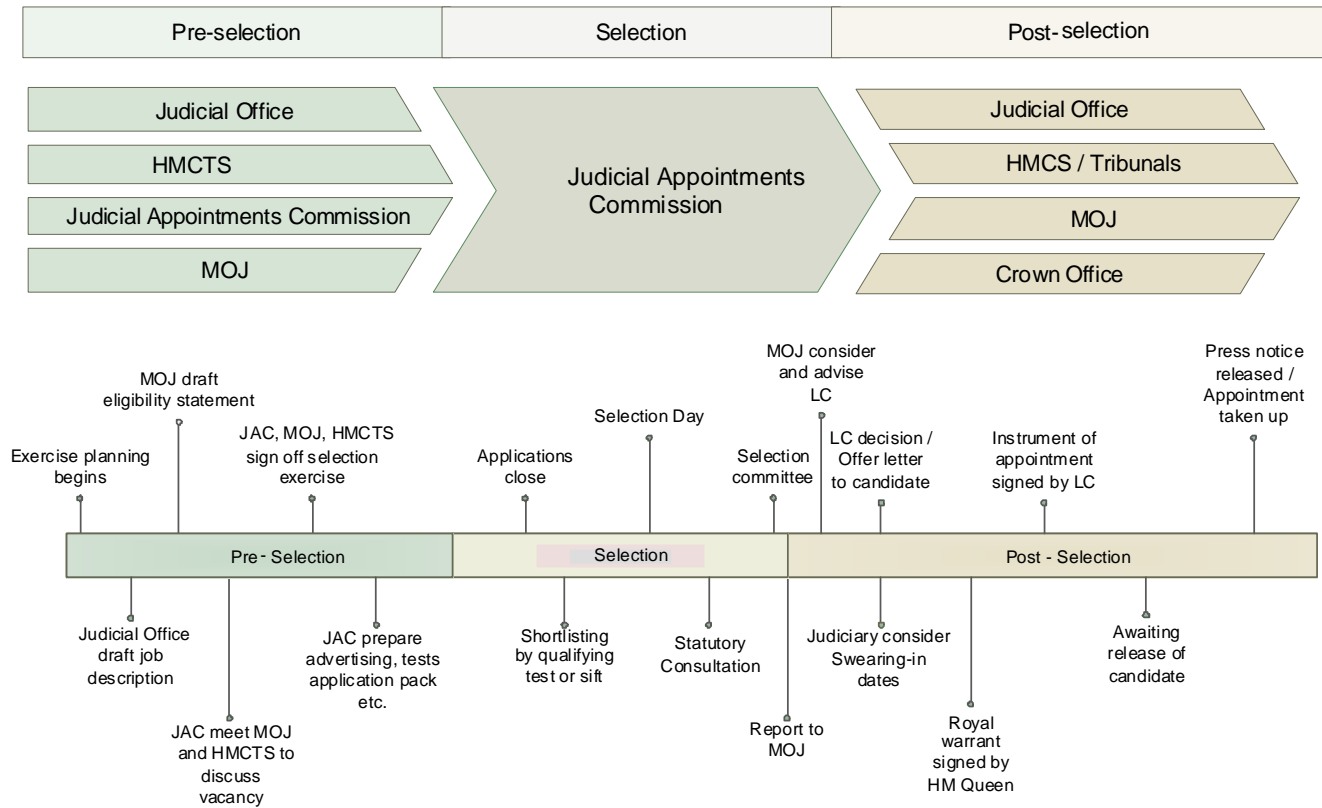 Pre-selection
Selection
Post-selection
Judicial Office
HMCTS
Judicial Appointments Commission
MOJ
Judicial Appointments
Commission
Judicial Office
HMCS / Tribunals
MOJ
Crown Office
Exercise planning
begins
MOJ draft
eligibility statement
JAC, MOJ, HMCTS
sign off selection
exercise
Applications
close
Selection Day
Selection
committee
MOJ consider
and advise
LC
LC decision /
Offer letter
to candidate
Instrument of
appointment
signed by LC
Press notice
released /
Appointment
taken up
Pre - Selection
Selection
Post - Selection
Judicial Office
draft job
description
JAC meet MOJ
and HMCTS to
discuss
vacancy
JAC prepare
advertising, tests
application pack
etc.
Shortlisting
by qualifying
test or sift
Statutory
Consultation
Report to
MOJ
Judiciary consider
Swearing-in
dates
Royal
warrant
signed by
HM Queen
Awaiting
release of
candidate